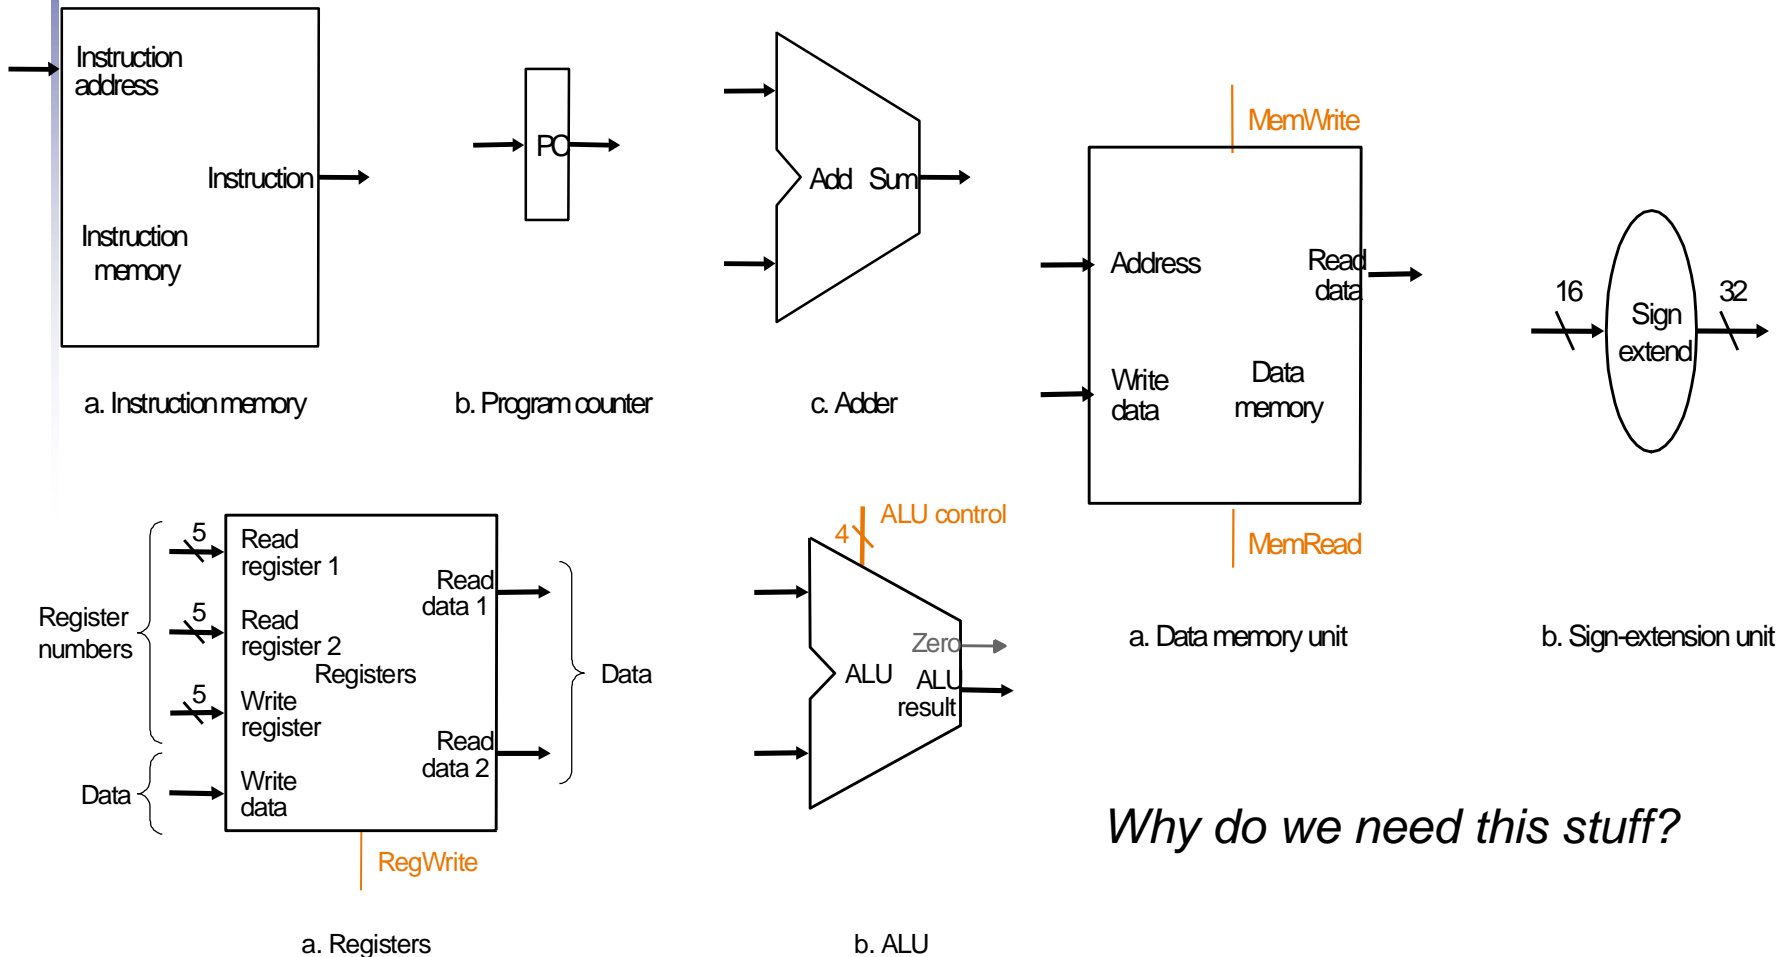 Instruction
address
Instruction
Instruction
memory
a. Instruction memory
PC
b. Program counter
Add Sum
c. Adder
MemWrite
Address
Read
data
Write
data
Data
memory
MemRead
a. Data memory unit
16
Sign
extend
32
b. Sign-extension unit
Register
numbers
Data
5
5
5
Read
register 1
Read
register 2
Registers
Write
register
Write
data
Read
data 1
Read
data 2
Data
RegWrite
a. Registers
4
ALU control
Zero
ALU
ALU
result
b. ALU
Why do we need this stuff?